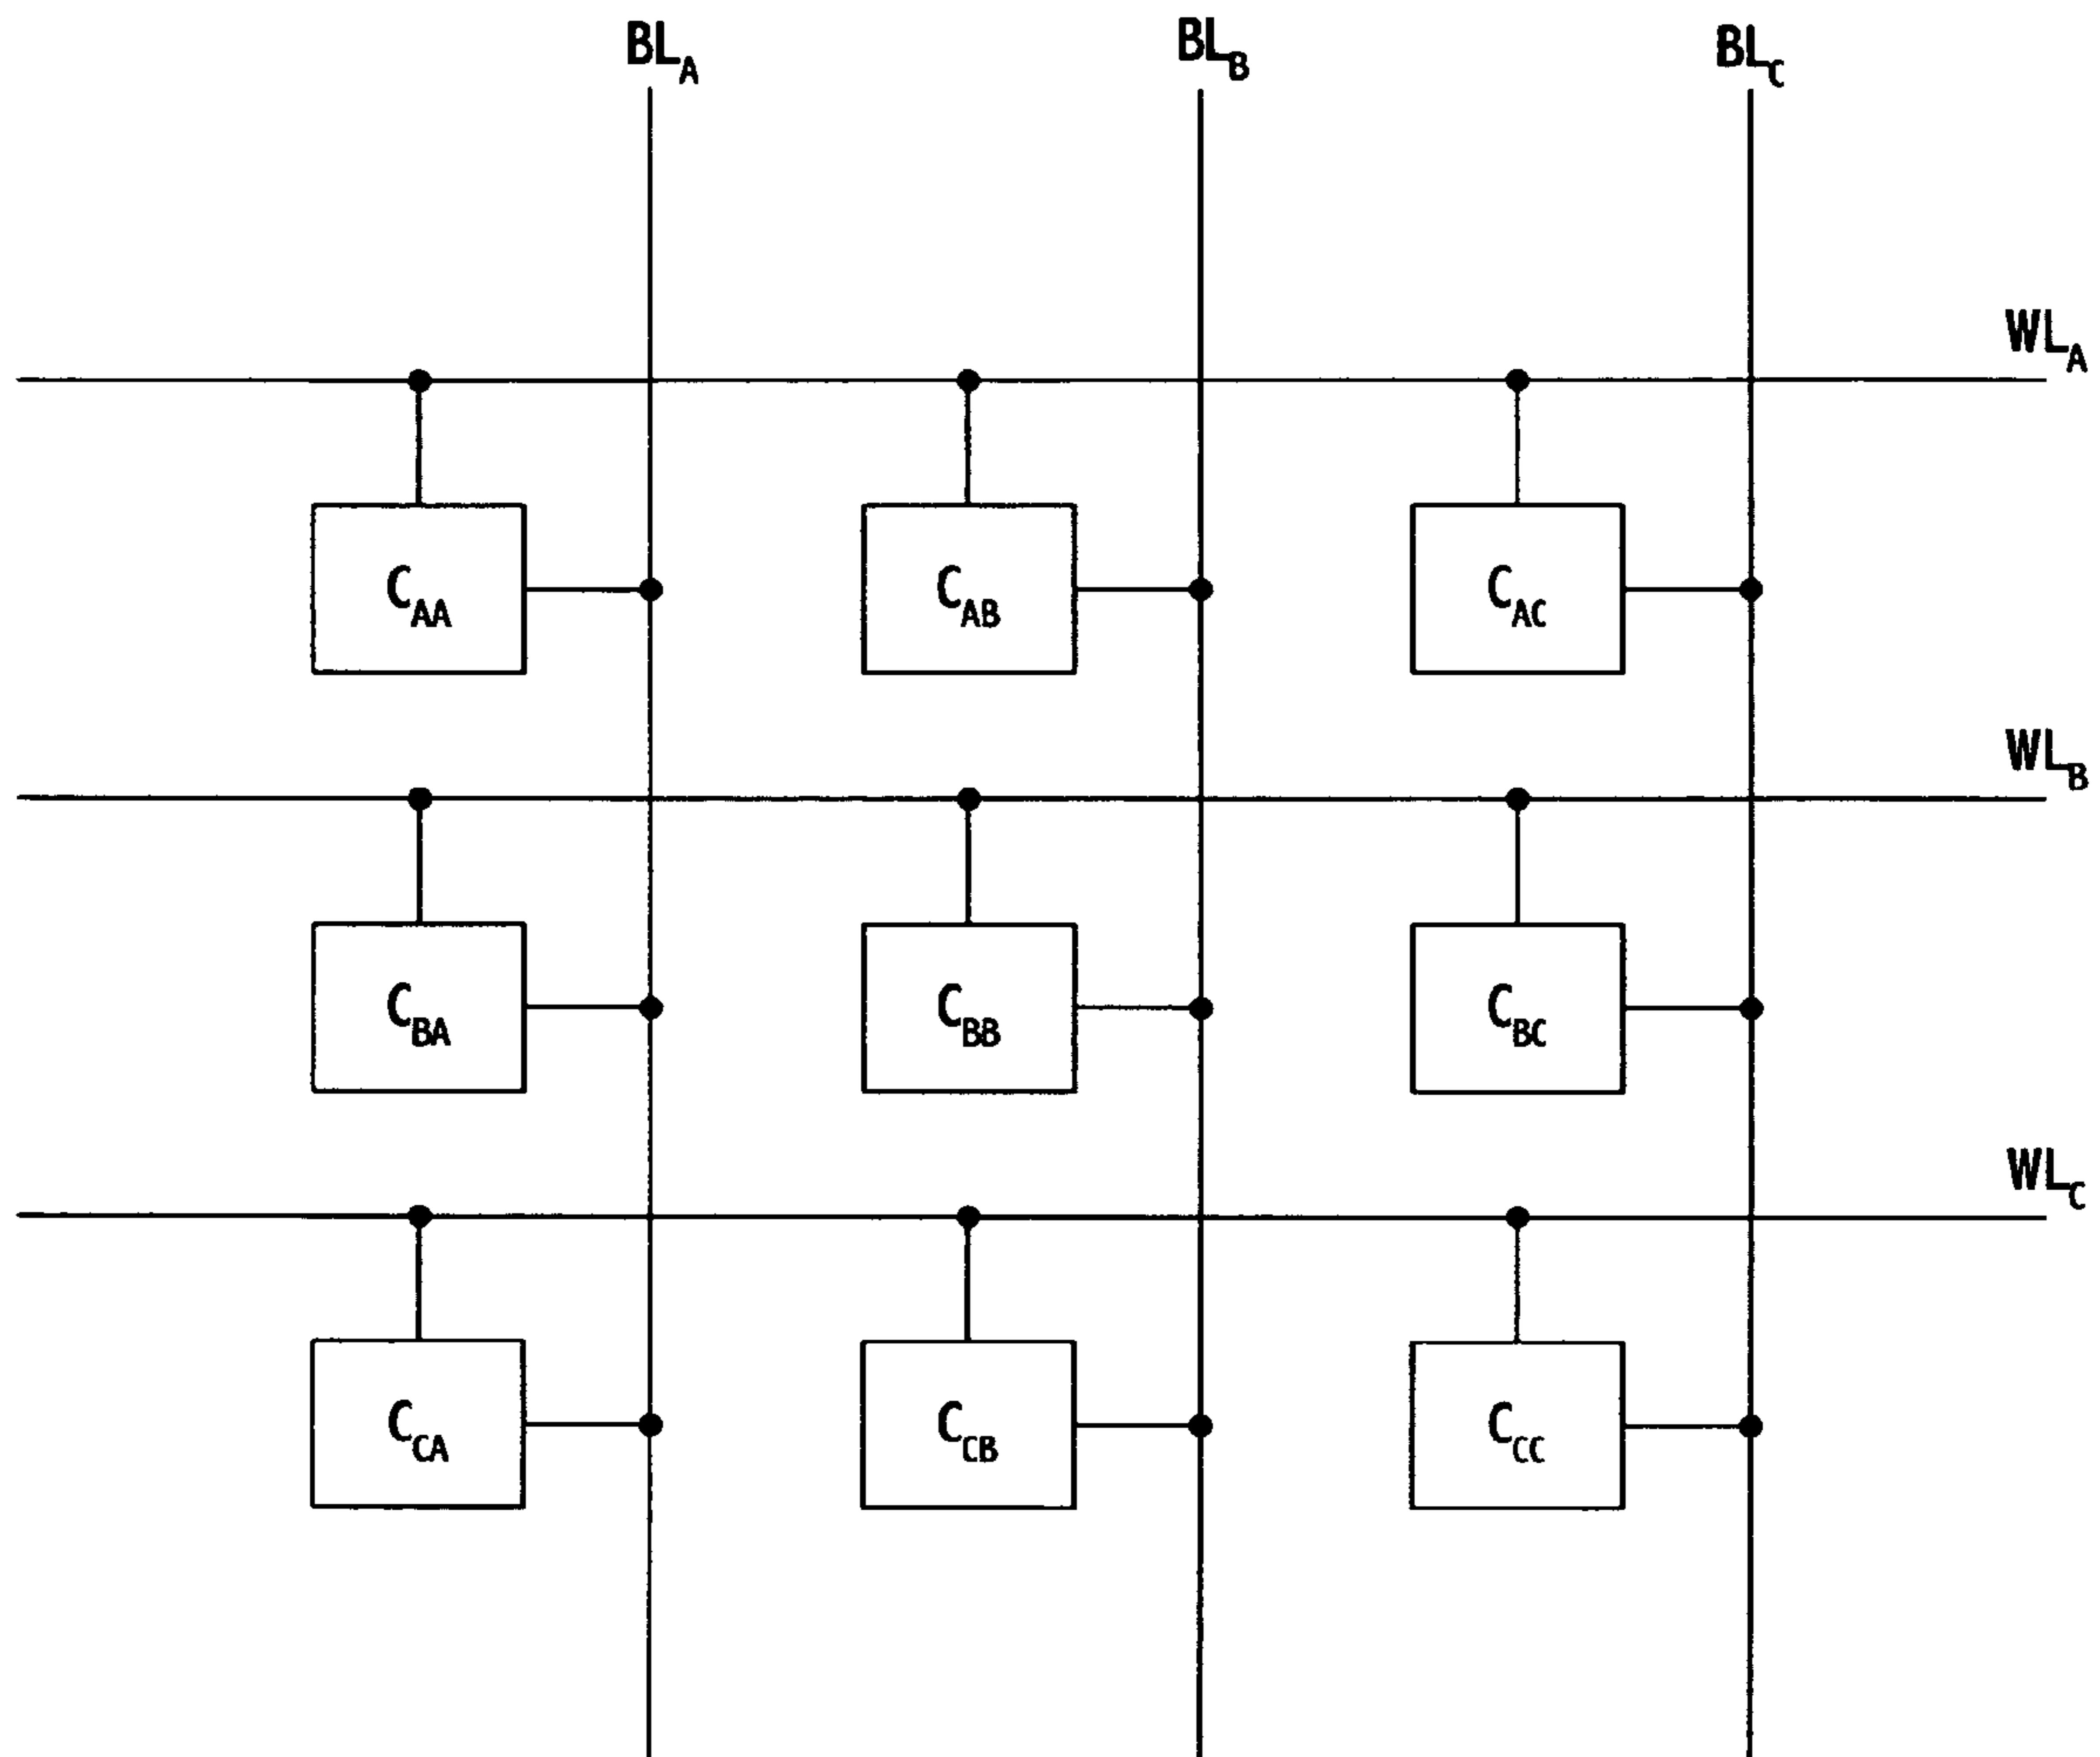 BL_A BL_B BL_C
WL_A
C_AA C_AB C_AC
WL_B
C_BA C_BB C_BC
WL_C
C_CA C_CB C_CC